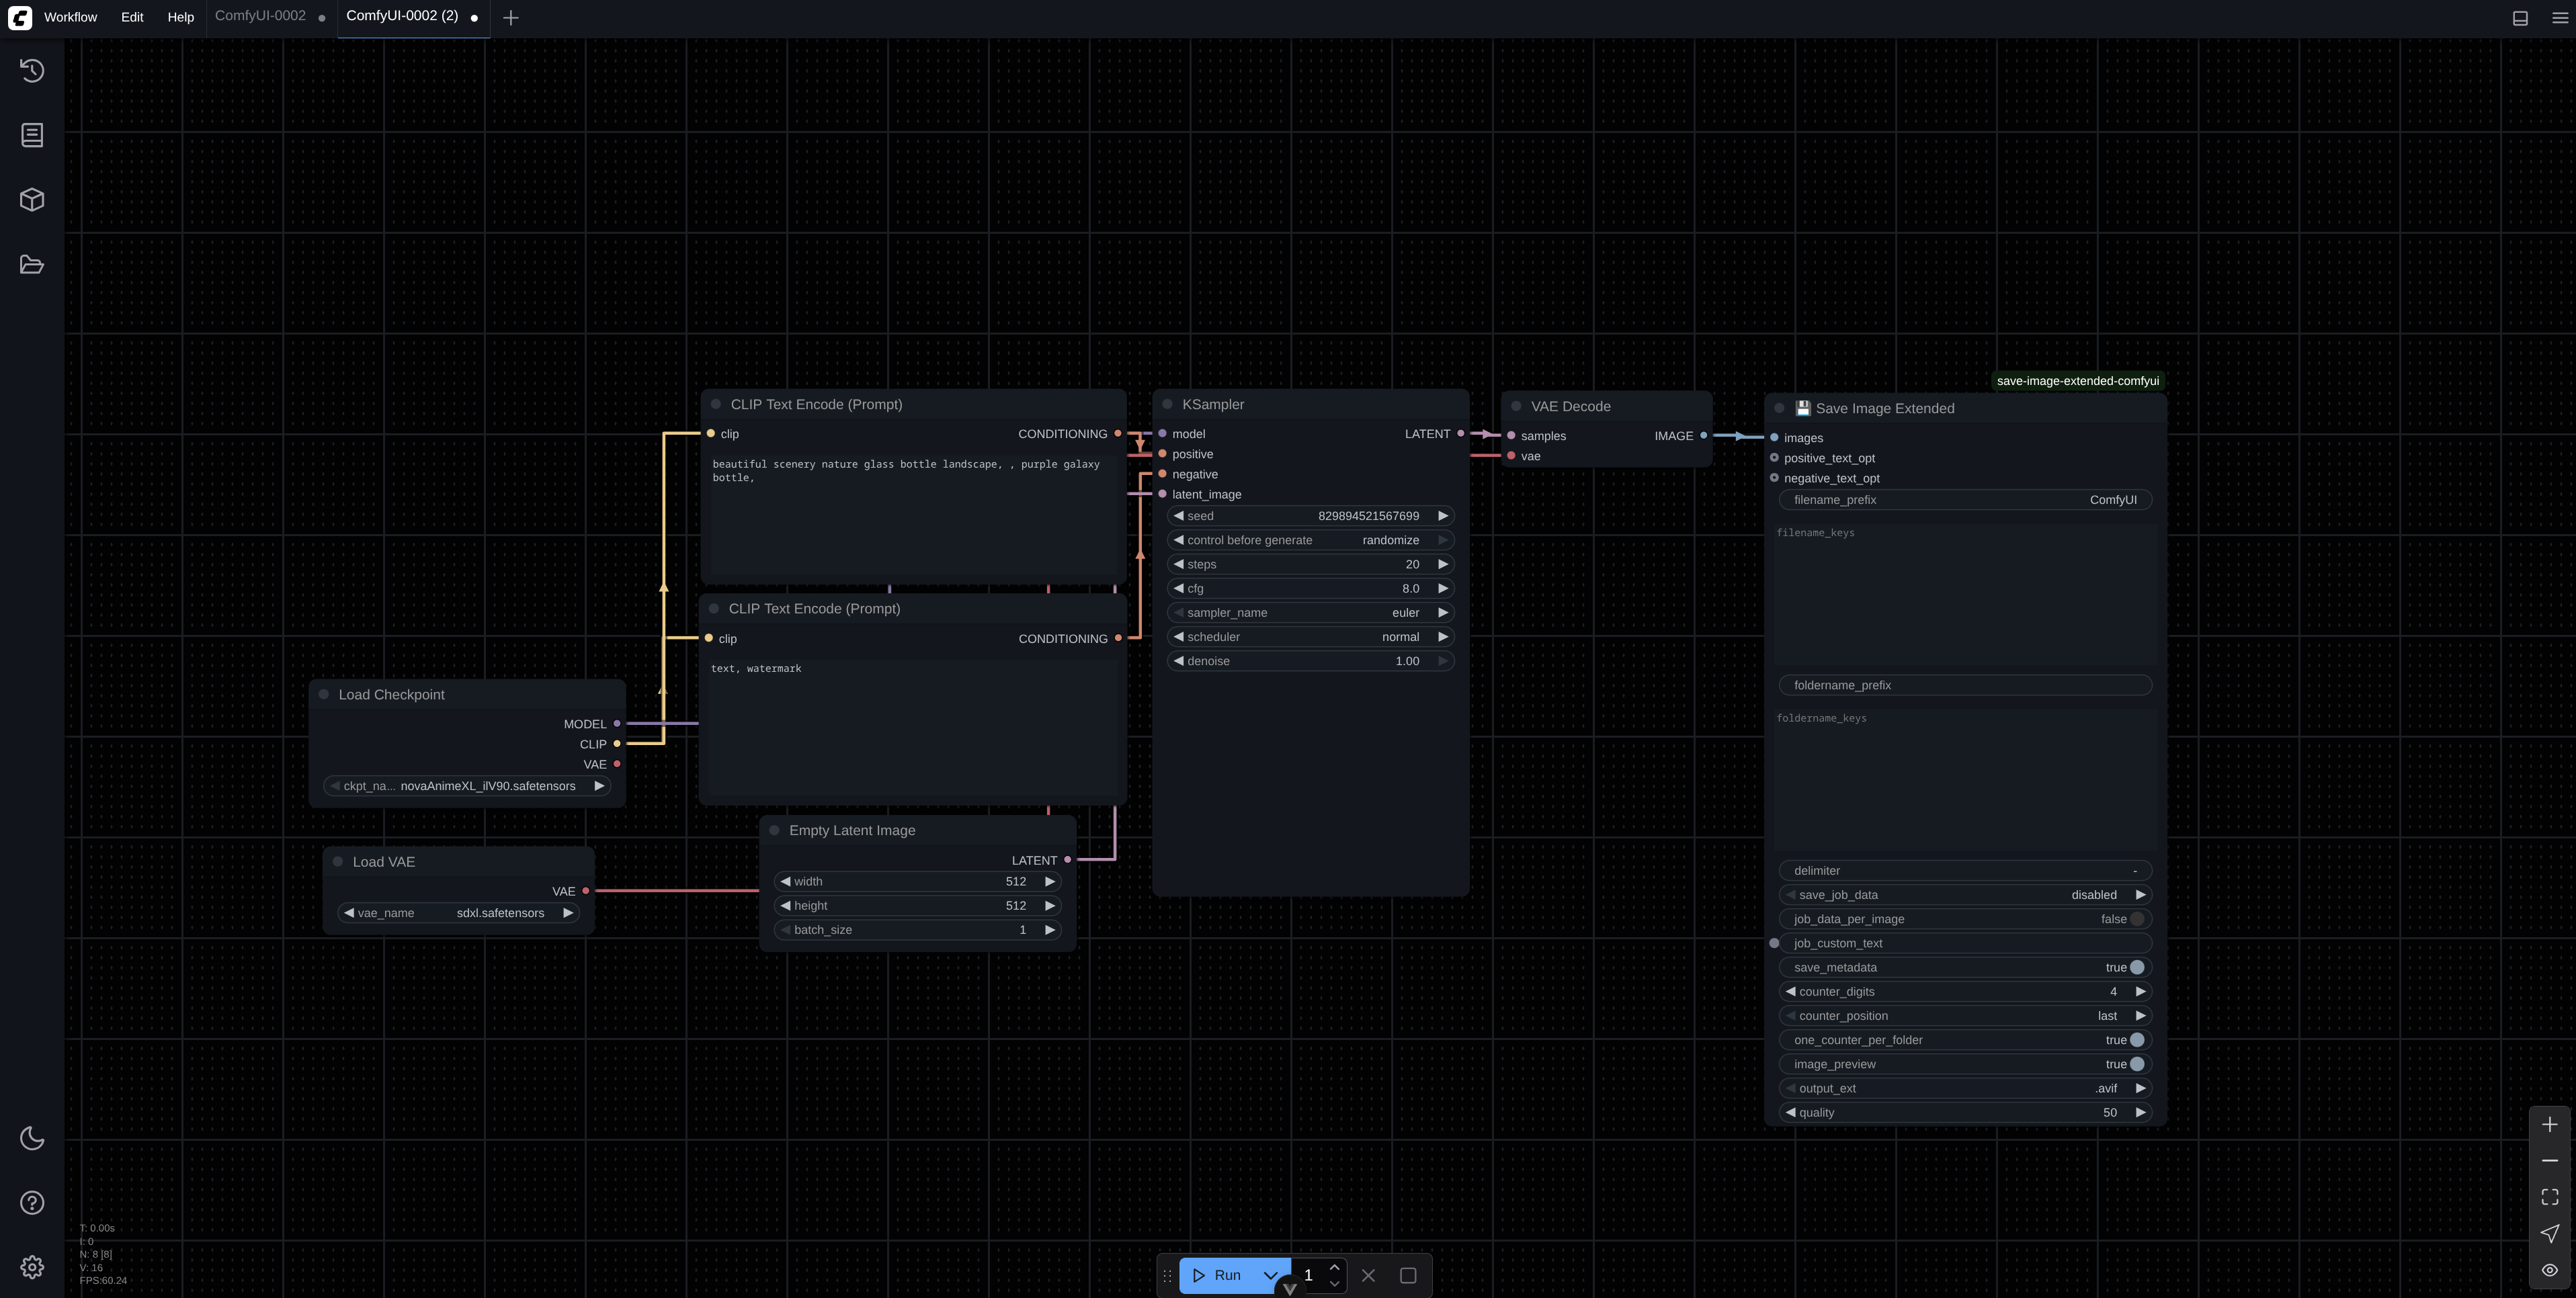 Workflow Edit Help ComfyUI-0002 ComfyUI-0002 (2)
save-image-extended-comfyui
CLIP Text Encode (Prompt)
clip CONDITIONING
beautiful scenery nature glass bottle landscape, , purple galaxy
bottle,
CLIP Text Encode (Prompt)
clip CONDITIONING
text, watermark
Load Checkpoint
MODEL
CLIP
VAE
ckpt_na... novaAnimeXL_ilV90.safetensors
Load VAE
VAE
vae_name sdxl.safetensors
Empty Latent Image
LATENT
width 512
height 512
batch_size 1
KSampler
model LATENT
positive
negative
latent_image
seed 829894521567699
control before generate randomize
steps 20
cfg 8.0
sampler_name euler
scheduler normal
denoise 1.00
VAE Decode
samples IMAGE
vae
💾 Save Image Extended
images
positive_text_opt
negative_text_opt
filename_prefix ComfyUI
filename_keys
foldername_prefix
foldername_keys
delimiter -
save_job_data disabled
job_data_per_image false
job_custom_text
save_metadata true
counter_digits 4
counter_position last
one_counter_per_folder true
image_preview true
output_ext .avif
quality 50
T: 0.00s
I: 0
N: 8 [8]
V: 16
FPS:60.24
Run 1